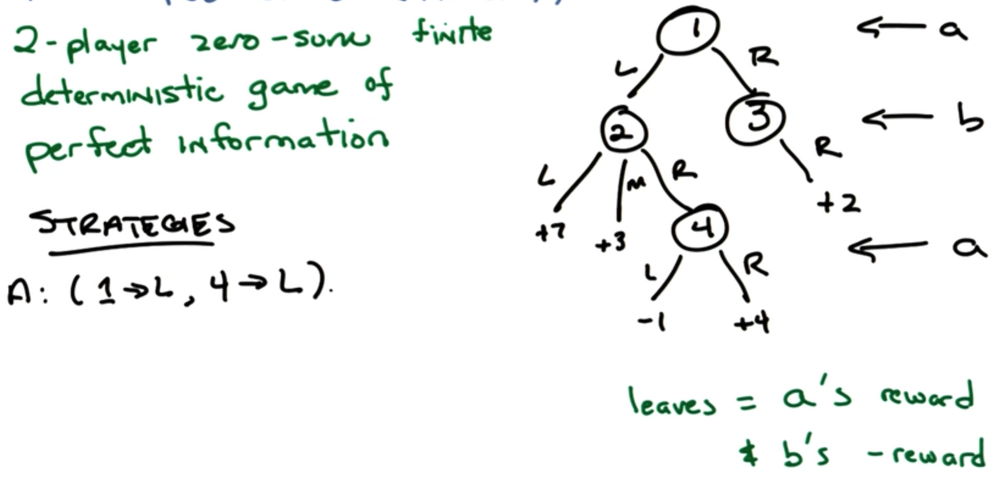 2-player zero-sum finite
deterministic game of
perfect information
STRATEGIES
A: (1→L, 4→L).
1 ← a
L R
2 3 ← b
L M R R
+7 +3 4 +2 ← a
L R
-1 +4
leaves = a's reward
& b's -reward